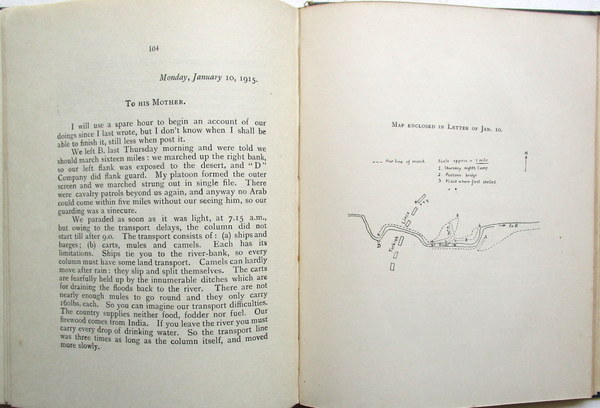 104
Monday, January 10, 1915.
TO HIS MOTHER.
I will use a spare hour to begin an account of our
doings since I last wrote, but I don't know when I shall be
able to finish it, still less when post it.
We left B. last Thursday morning and were told we
should march sixteen miles : we marched up the right bank,
so our left flank was exposed to the desert, and "D"
Company did flank guard. My platoon formed the outer
screen and we marched strung out in single file. There
were cavalry patrols beyond us again, and anyway no Arab
could come within five miles without our seeing him, so our
guarding was a sinecure.
We paraded as soon as it was light, at 7.15 a.m.,
but owing to the transport delays, the column did not
start till after 9.0. The transport consists of : (a) ships and
barges ; (b) carts, mules and camels. Each has its
limitations. Ships tie you to the river-bank, so every
column must have some land transport. Camels can hardly
move after rain : they slip and split themselves. The carts
are fearfully held up by the innumerable ditches which are
for draining the floods back to the river. There are not
nearly enough mules to go round and they only carry
160lbs. each. So you can imagine our transport difficulties.
The country supplies neither food, fodder nor fuel. Our
firewood comes from India. If you leave the river you must
carry every drop of drinking water. So the transport line
was three times as long as the column itself, and moved
more slowly.
MAP ENCLOSED IN LETTER OF JAN. 10.
Our line of march
Scale approx
1. Thursday night's Camp
2. Pontoon bridge
3. Place where first shelled